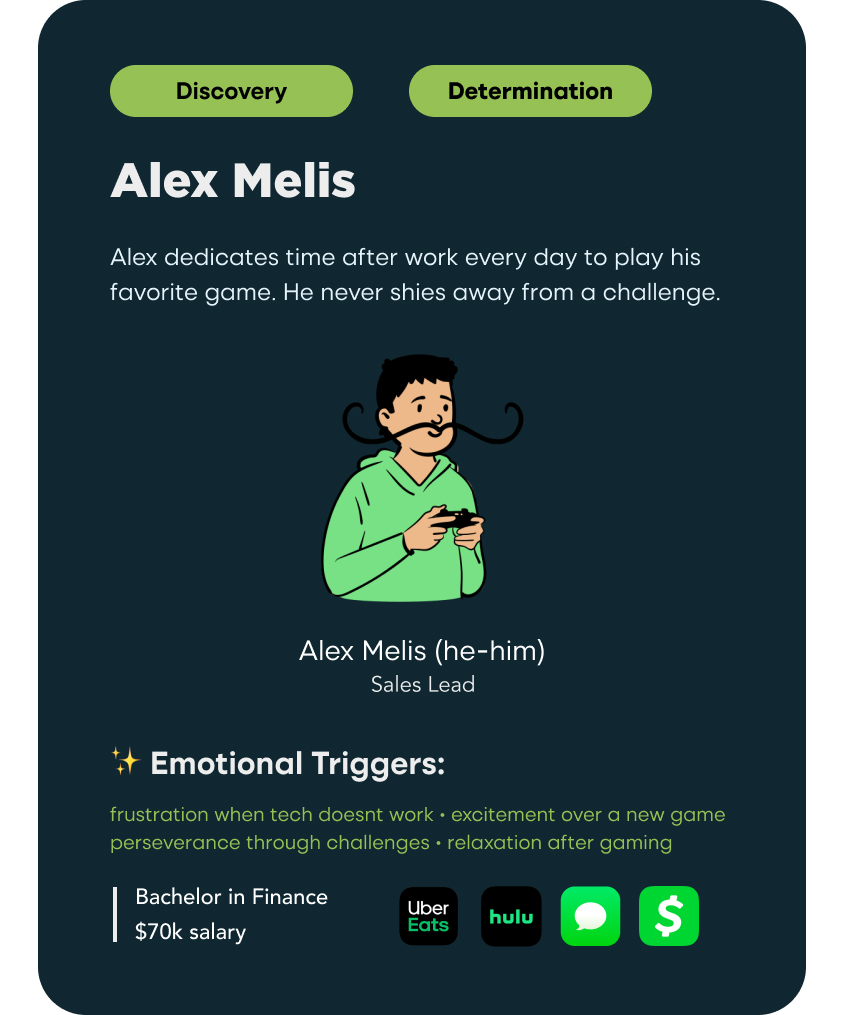 Discovery
Determination
Alex Melis
Alex dedicates time after work every day to play his
favorite game. He never shies away from a challenge.
Alex Melis (he-him)
Sales Lead
✨ Emotional Triggers:
frustration when tech doesnt work • excitement over a new game
perseverance through challenges • relaxation after gaming
Bachelor in Finance
$70k salary
Uber
Eats
hulu
$